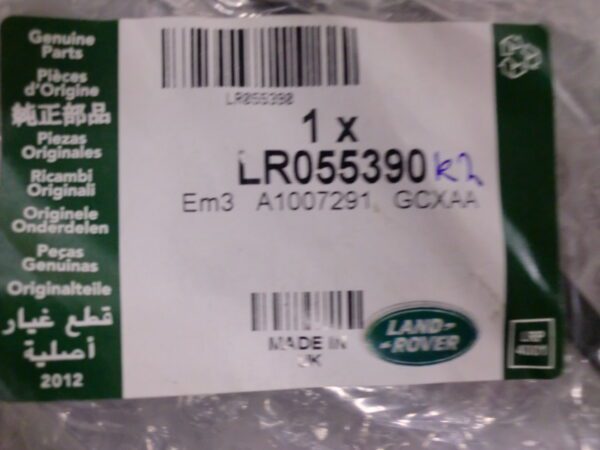 Genuine
Parts
Pièces
d'Origine
純正部品
Piezas
Originales
Ricambi
Originali
Originele
Onderdelen
Peças
Genuinas
Originalteile
قطع غيار
أصلية
2012
LR055390
1 x
LR055390 K2
Em3 A1007291 GCXAA
MADE IN
UK
LAND-
-ROVER